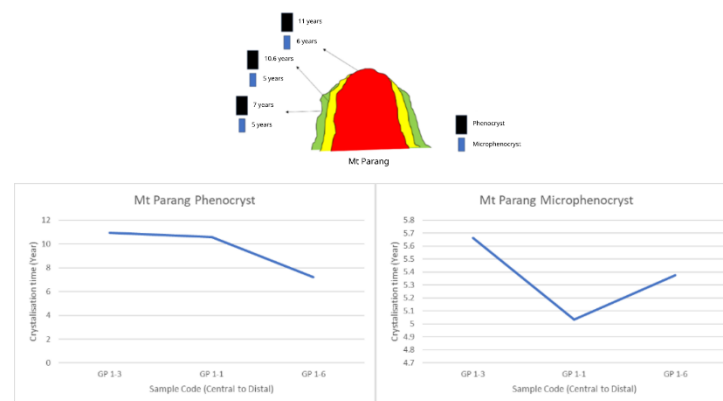 11 years
6 years
10.6 years
5 years
7 years
5 years
Phenocryst
Microphenocryst
Mt Parang
Mt Parang Phenocryst
12
10
8
6
4
2
0
Crystalisation time (Year)
GP 1-3 GP 1-1 GP 1-6
Sample Code (Central to Distal)
Mt Parang Microphenocryst
5.8
5.7
5.6
5.5
5.4
5.3
5.2
5.1
5
4.9
4.8
4.7
Crystalisation time (Year)
GP 1-3 GP 1-1 GP 1-6
Sample Code (Central to Distal)